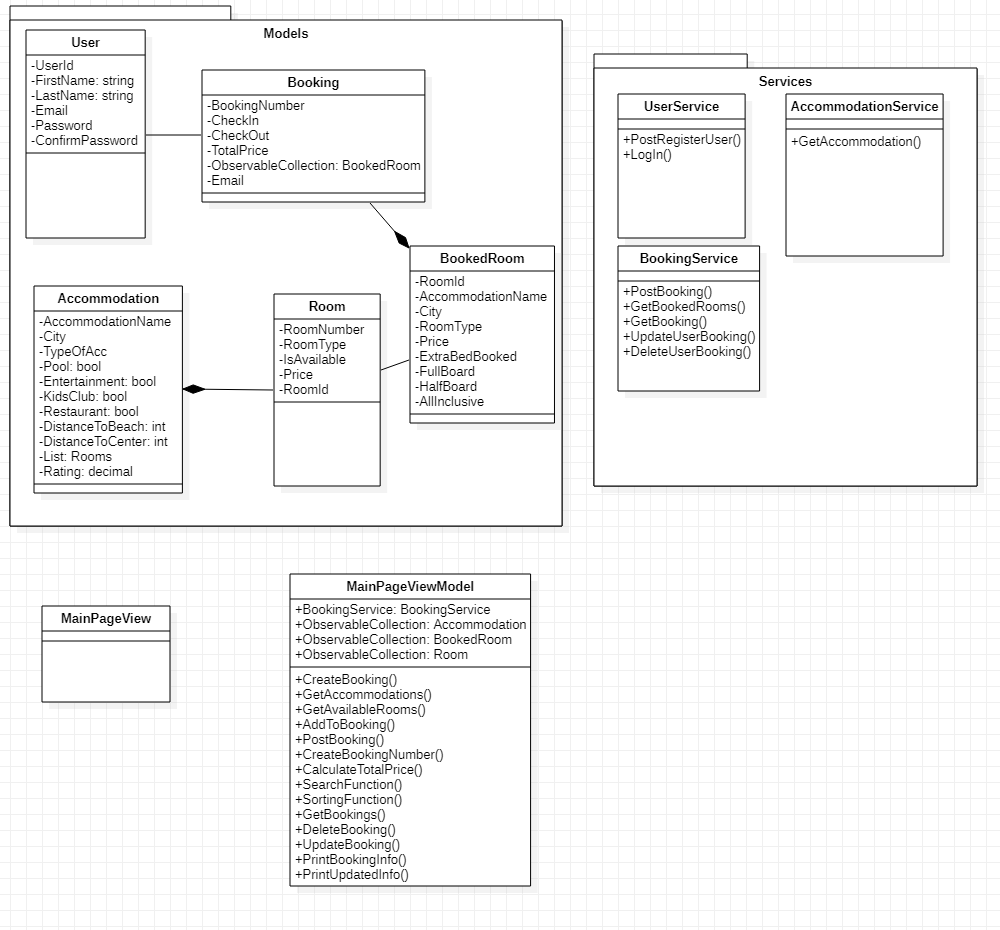 Models
User
-UserId
-FirstName: string
-LastName: string
-Email
-Password
-ConfirmPassword
Booking
-BookingNumber
-CheckIn
-CheckOut
-TotalPrice
-ObservableCollection: BookedRoom
-Email
BookedRoom
-RoomId
-AccommodationName
-City
-RoomType
-Price
-ExtraBedBooked
-FullBoard
-HalfBoard
-AllInclusive
Accommodation
-AccommodationName
-City
-TypeOfAcc
-Pool: bool
-Entertainment: bool
-KidsClub: bool
-Restaurant: bool
-DistanceToBeach: int
-DistanceToCenter: int
-List: Rooms
-Rating: decimal
Room
-RoomNumber
-RoomType
-IsAvailable
-Price
-RoomId
Services
UserService
+PostRegisterUser()
+LogIn()
AccommodationService
+GetAccommodation()
BookingService
+PostBooking()
+GetBookedRooms()
+GetBooking()
+UpdateUserBooking()
+DeleteUserBooking()
MainPageView
MainPageViewModel
+BookingService: BookingService
+ObservableCollection: Accommodation
+ObservableCollection: BookedRoom
+ObservableCollection: Room
+CreateBooking()
+GetAccommodations()
+GetAvailableRooms()
+AddToBooking()
+PostBooking()
+CreateBookingNumber()
+CalculateTotalPrice()
+SearchFunction()
+SortingFunction()
+GetBookings()
+DeleteBooking()
+UpdateBooking()
+PrintBookingInfo()
+PrintUpdatedInfo()